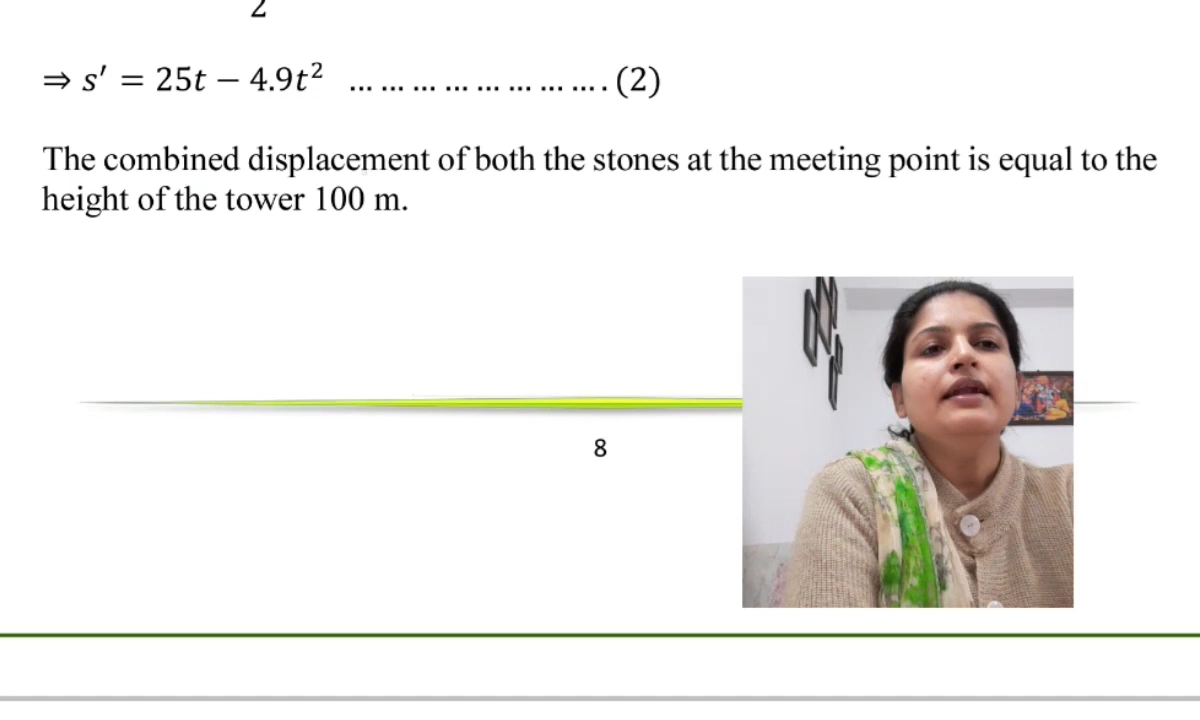 2
⇒ s′ = 25t − 4.9t² … … … … … … … … . (2)
The combined displacement of both the stones at the meeting point is equal to the
height of the tower 100 m.
8